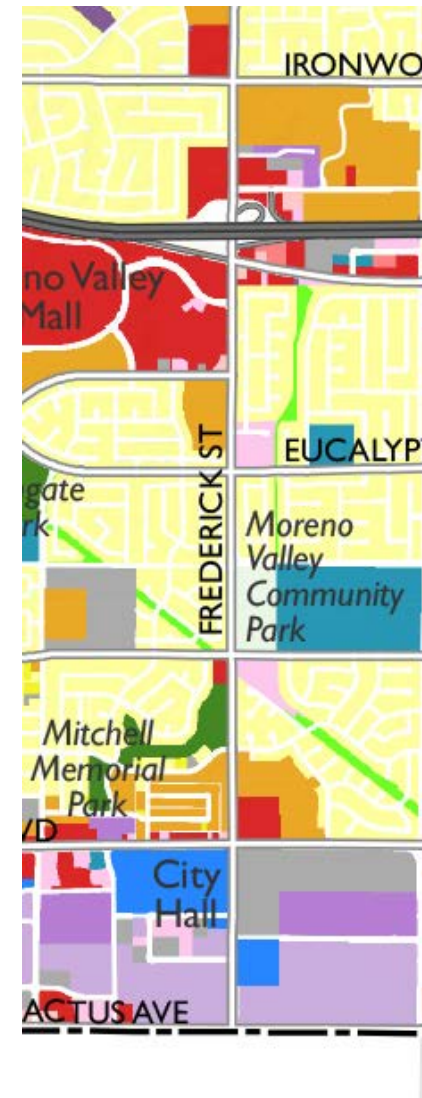 IRONWO
no Valley
Mall
FREDERICK ST
EUCALYP
gate
rk
Moreno
Valley
Community
Park
Mitchell
Memorial
Park
VD
City
Hall
ACTUS AVE